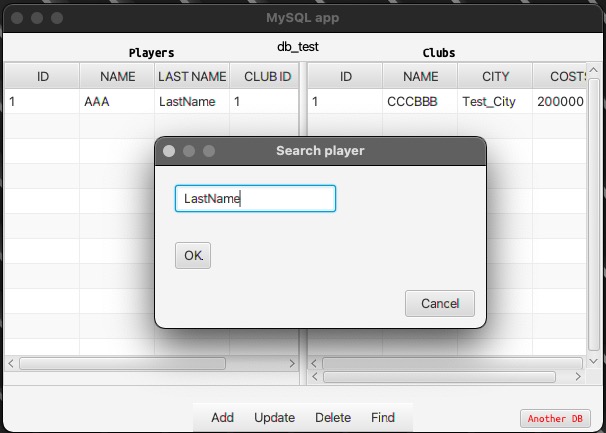 MySQL app
db_test
Players Clubs
ID NAME LAST NAME CLUB ID ID NAME CITY COSTS
1 AAA LastName 1 1 CCCBBB Test_City 200000
Search player
LastName
OK.
Cancel
Add Update Delete Find
Another DB